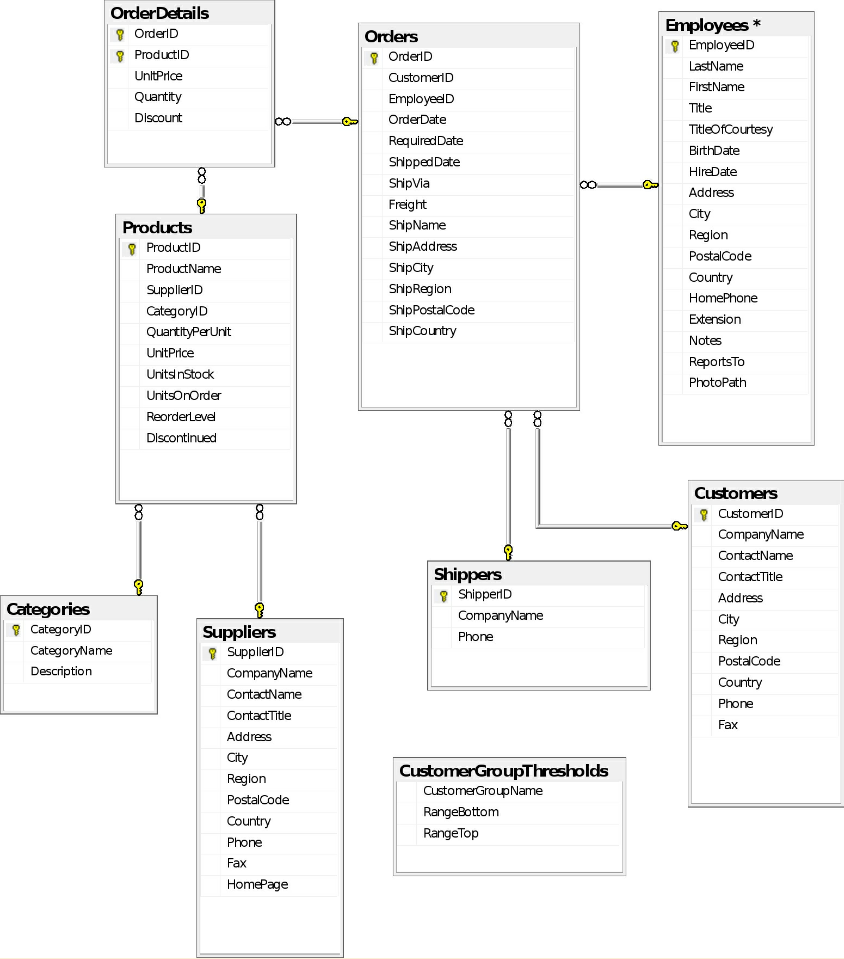 OrderDetails
OrderID
ProductID
UnitPrice
Quantity
Discount
Orders
OrderID
CustomerID
EmployeeID
OrderDate
RequiredDate
ShippedDate
ShipVia
Freight
ShipName
ShipAddress
ShipCity
ShipRegion
ShipPostalCode
ShipCountry
Employees *
EmployeeID
LastName
FirstName
Title
TitleOfCourtesy
BirthDate
HireDate
Address
City
Region
PostalCode
Country
HomePhone
Extension
Notes
ReportsTo
PhotoPath
Products
ProductID
ProductName
SupplierID
CategoryID
QuantityPerUnit
UnitPrice
UnitsInStock
UnitsOnOrder
ReorderLevel
Discontinued
Categories
CategoryID
CategoryName
Description
Suppliers
SupplierID
CompanyName
ContactName
ContactTitle
Address
City
Region
PostalCode
Country
Phone
Fax
HomePage
Shippers
ShipperID
CompanyName
Phone
Customers
CustomerID
CompanyName
ContactName
ContactTitle
Address
City
Region
PostalCode
Country
Phone
Fax
CustomerGroupThresholds
CustomerGroupName
RangeBottom
RangeTop